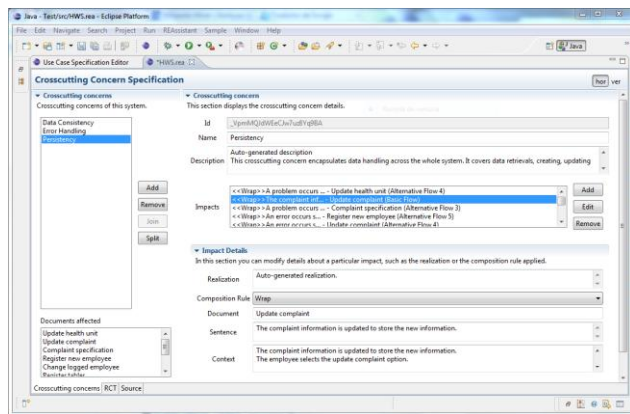 Java - Test/src/HWS.rea - Eclipse Platform
File Edit Navigate Search Project Run REAssistant Sample Window Help
Java
Use Case Specification Editor
*HWS.rea
Crosscutting Concern Specification
hor ver
Crosscutting concerns
Crosscutting concerns of this system.
Data Consistency
Error Handling
Persistency
Add
Remove
Join
Split
Documents affected
Update health unit
Update complaint
Complaint specification
Register new employee
Change logged employee
Register tables
Crosscutting concern
This section displays the crosscutting concern details.
Id
Name Persistency
Description Auto-generated description
This crosscutting concern encapsulates data handling across the whole system. It covers data retrievals, creating, updating
Impacts
<<Wrap>>A problem occurs ... - Update health unit (Alternative Flow 4)
<<Wrap>>The complaint inf... - Update complaint (Basic Flow)
<<Wrap>>A problem occurs ... - Complaint specification (Alternative Flow 3)
<<Wrap>>An error occurs s... - Register new employee (Alternative Flow 5)
<<Wrap>>An error occurs s... - Update complaint (Alternative Flow 4)
Add
Edit
Remove
Impact Details
In this section you can modify details about a particular impact, such as the realization or the composition rule applied.
Realization Auto-generated realization.
Composition Rule Wrap
Document Update complaint
Sentence The complaint information is updated to store the new information.
Context The complaint information is updated to store the new information.
The employee selects the update complaint option.
Crosscutting concerns RCT Source